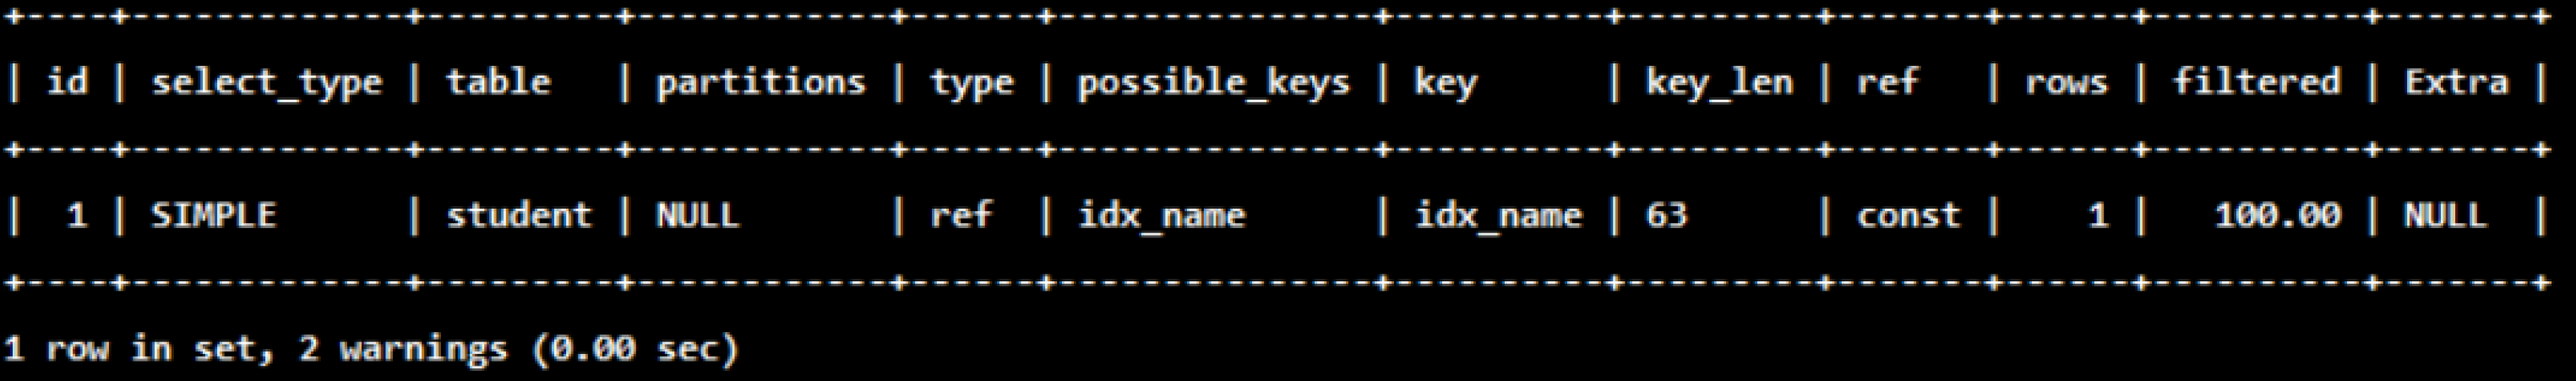 +----+-------------+---------+------------+------+---------------+----------+---------+-------+------+----------+-------+
| id | select_type | table   | partitions | type | possible_keys | key      | key_len | ref   | rows | filtered | Extra |
+----+-------------+---------+------------+------+---------------+----------+---------+-------+------+----------+-------+
|  1 | SIMPLE      | student | NULL       | ref  | idx_name      | idx_name | 63      | const |    1 |   100.00 | NULL  |
+----+-------------+---------+------------+------+---------------+----------+---------+-------+------+----------+-------+
1 row in set, 2 warnings (0.00 sec)